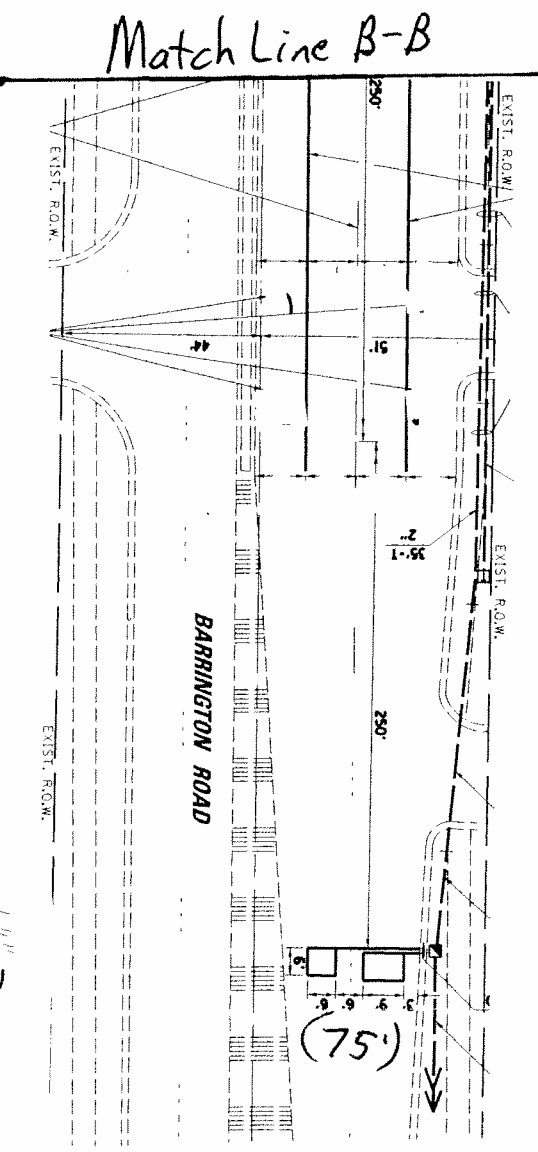 Match Line B-B
250'
EXIST. R.O.W.
EXIST. R.O.W.
44'
51'
35'-1
2"
EXIST. R.O.W.
BARRINGTON ROAD
250'
EXIST. R.O.W.
6'
6' 6' 9' 3'
(75')